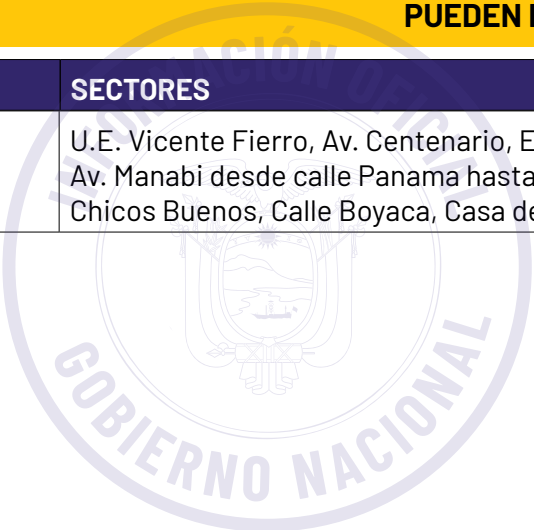 PUEDEN
SECTORES
U.E. Vicente Fierro, Av. Centenario, E
Av. Manabi desde calle Panama hasta
Chicos Buenos, Calle Boyaca, Casa de
INFORMACIÓN OFICIAL
GOBIERNO NACIONAL